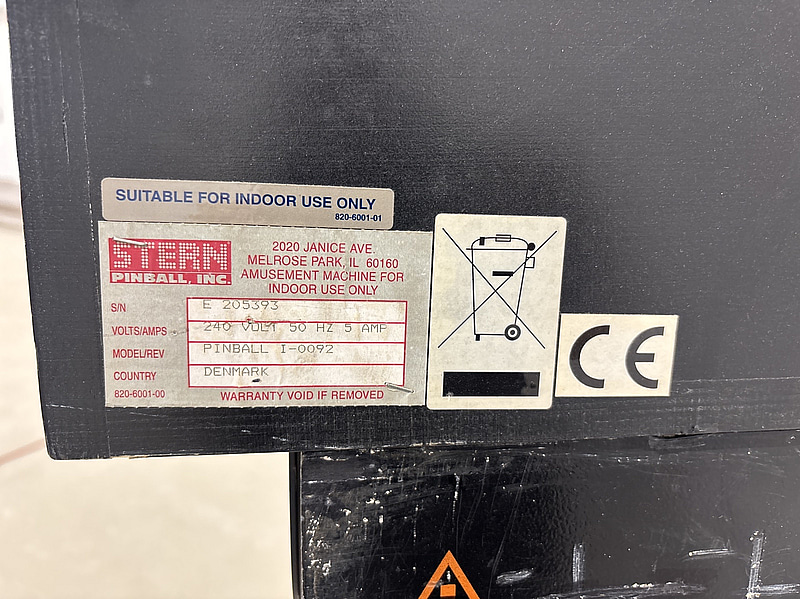 SUITABLE FOR INDOOR USE ONLY
820-6001-01
STERN
PINBALL, INC.
2020 JANICE AVE.
MELROSE PARK, IL 60160
AMUSEMENT MACHINE FOR
INDOOR USE ONLY
S/N E 205393
VOLTS/AMPS 240 VOLT 50 HZ 5 AMP
MODEL/REV PINBALL I-0092
COUNTRY DENMARK
820-6001-00 WARRANTY VOID IF REMOVED
CE